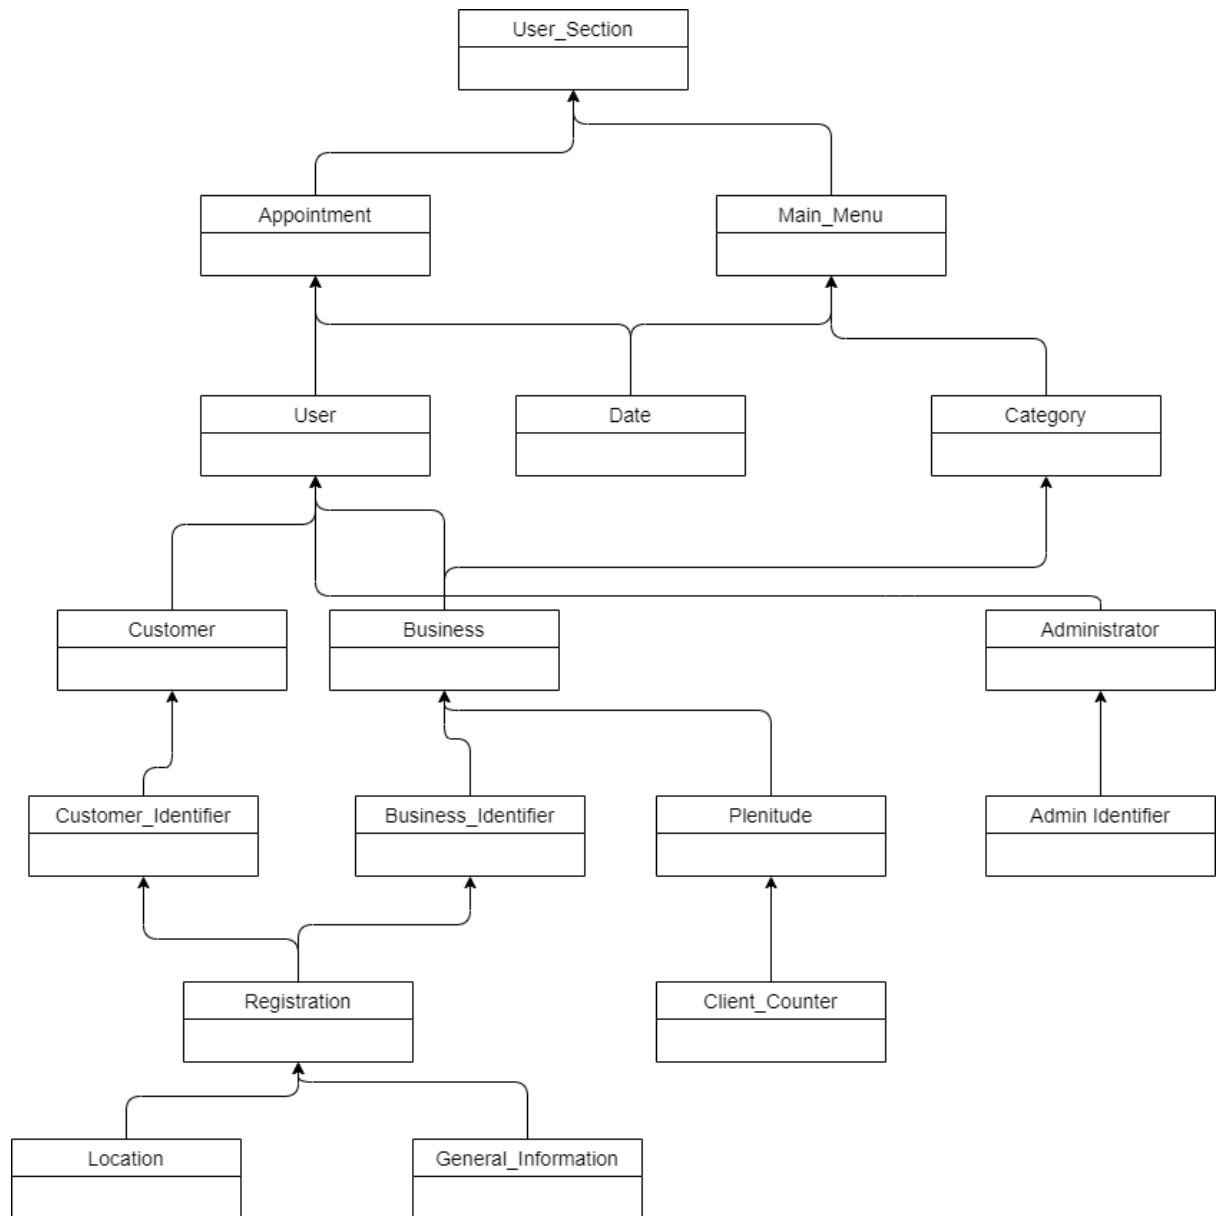 User_Section
Appointment
Main_Menu
User
Date
Category
Customer
Business
Administrator
Customer_Identifier
Business_Identifier
Plenitude
Admin Identifier
Registration
Client_Counter
Location
General_Information